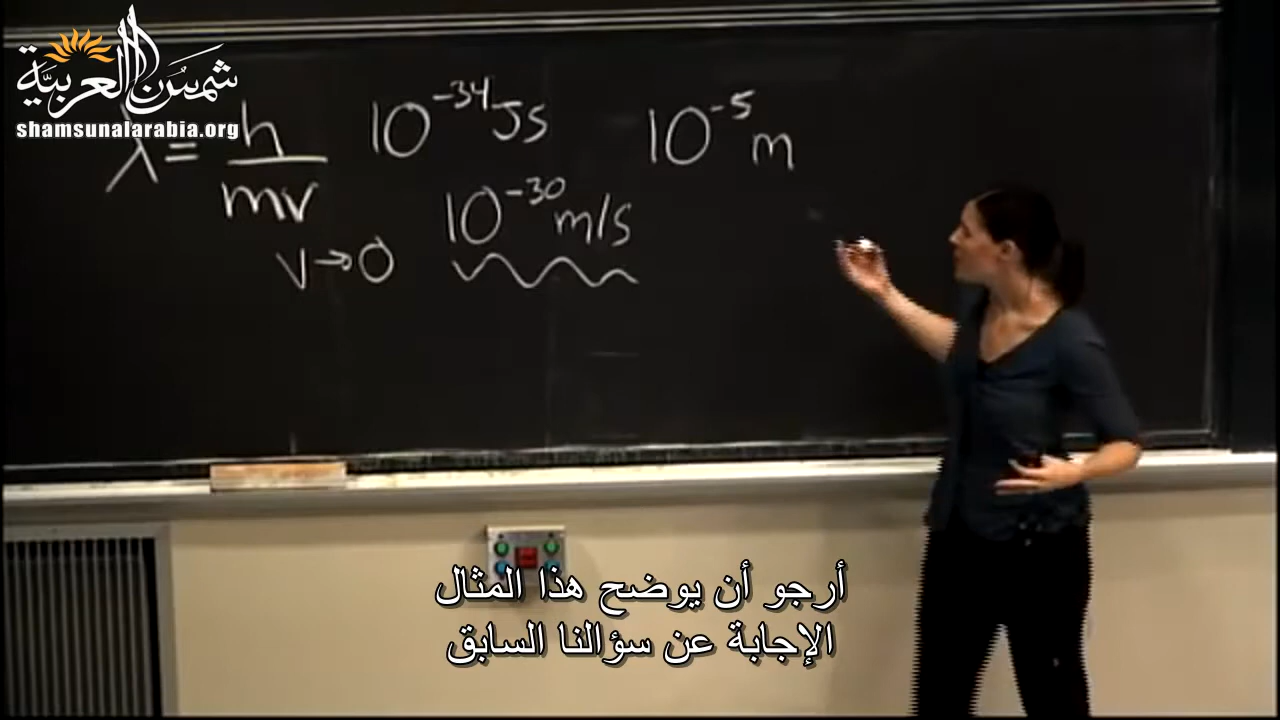 شمسُن العربيّة
shamsunalarabia.org
λ = h/mv
10⁻³⁴ Js
10⁻⁵ m
10⁻³⁰ m/s
v→0
أرجو أن يوضح هذا المثال
الإجابة عن سؤالنا السابق